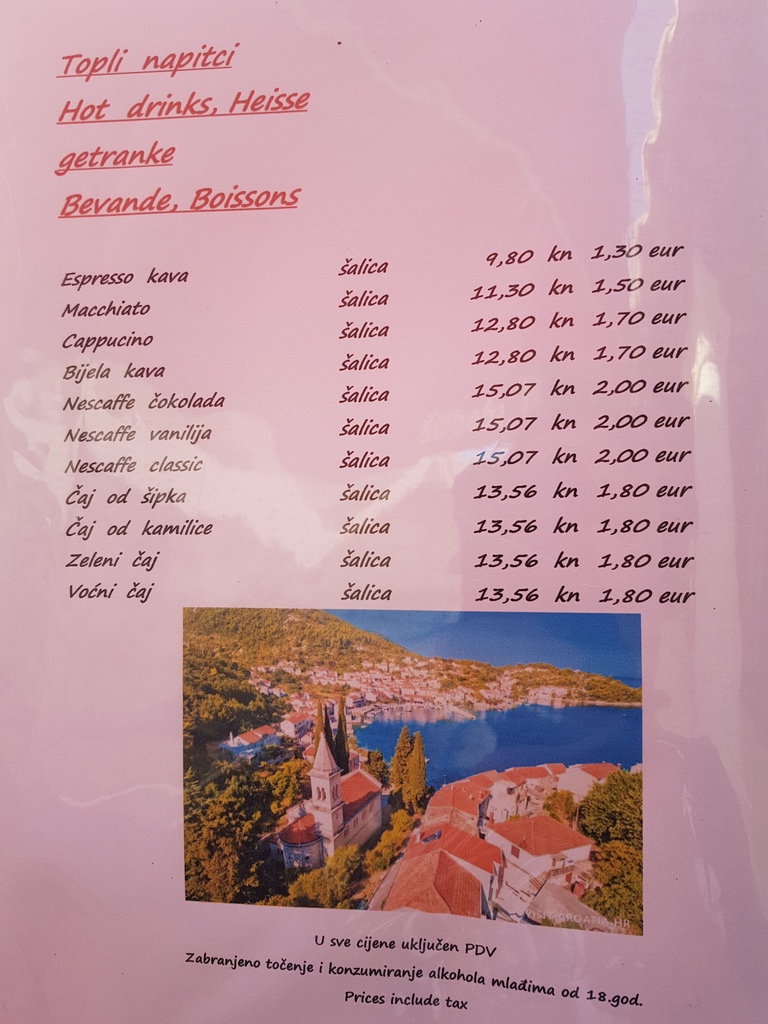 Topli napitci
Hot drinks, Heisse
getranke
Bevande, Boissons
Espresso kava šalica 9,80 kn 1,30 eur
Macchiato šalica 11,30 kn 1,50 eur
Cappucino šalica 12,80 kn 1,70 eur
Bijela kava šalica 12,80 kn 1,70 eur
Nescaffe čokolada šalica 15,07 kn 2,00 eur
Nescaffe vanilija šalica 15,07 kn 2,00 eur
Nescaffe classic šalica 15,07 kn 2,00 eur
Čaj od šipka šalica 13,56 kn 1,80 eur
Čaj od kamilice šalica 13,56 kn 1,80 eur
Zeleni čaj šalica 13,56 kn 1,80 eur
Voćni čaj šalica 13,56 kn 1,80 eur
VISIT-CROATIA.HR
U sve cijene uključen PDV
Zabranjeno točenje i konzumiranje alkohola mlađima od 18.god.
Prices include tax